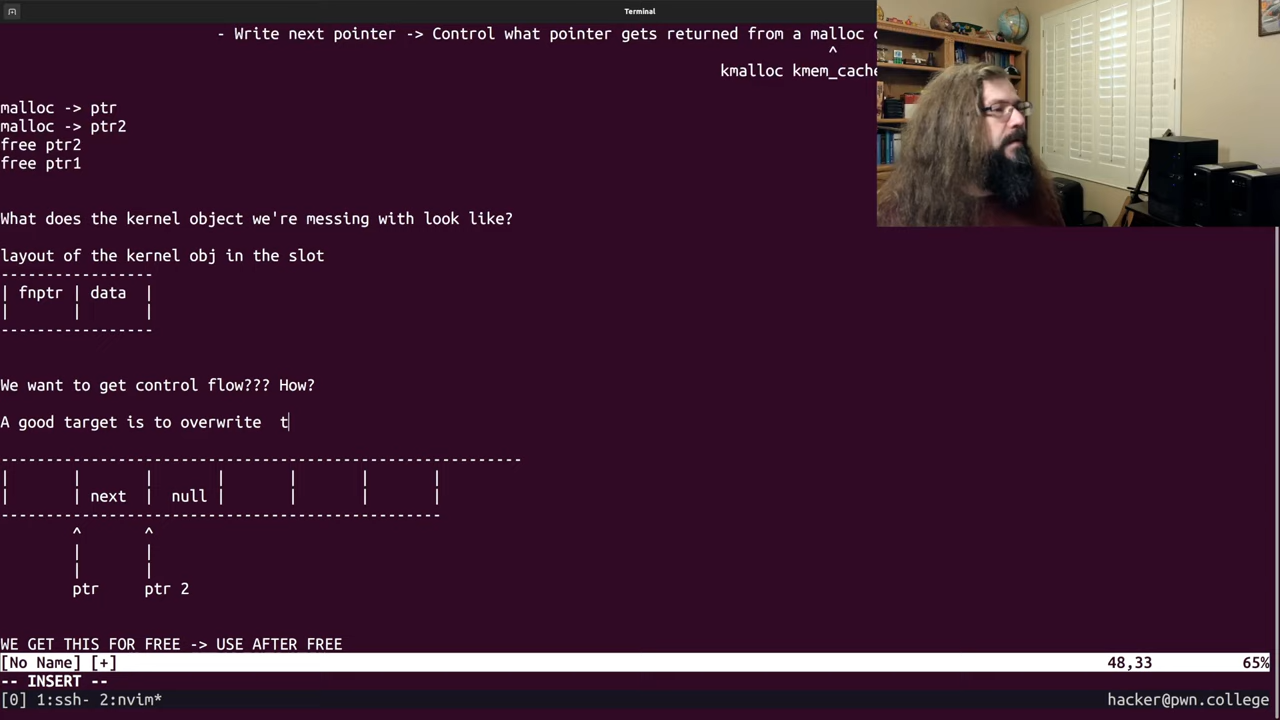 Terminal
- Write next pointer -> Control what pointer gets returned from a malloc
^
kmalloc kmem_cache
malloc -> ptr
malloc -> ptr2
free ptr2
free ptr1
What does the kernel object we're messing with look like?
layout of the kernel obj in the slot
-----------------
| fnptr | data  |
|       |       |
-----------------
We want to get control flow??? How?
A good target is to overwrite  t
----------------------------------------------------------
|       |       |       |       |       |       |
|       | next  |  null |       |       |       |
-------------------------------------------------
^       ^
|       |
|       |
ptr     ptr 2
WE GET THIS FOR FREE -> USE AFTER FREE
[No Name] [+] 48,33 65%
-- INSERT --
[0] 1:ssh- 2:nvim* hacker@pwn.college